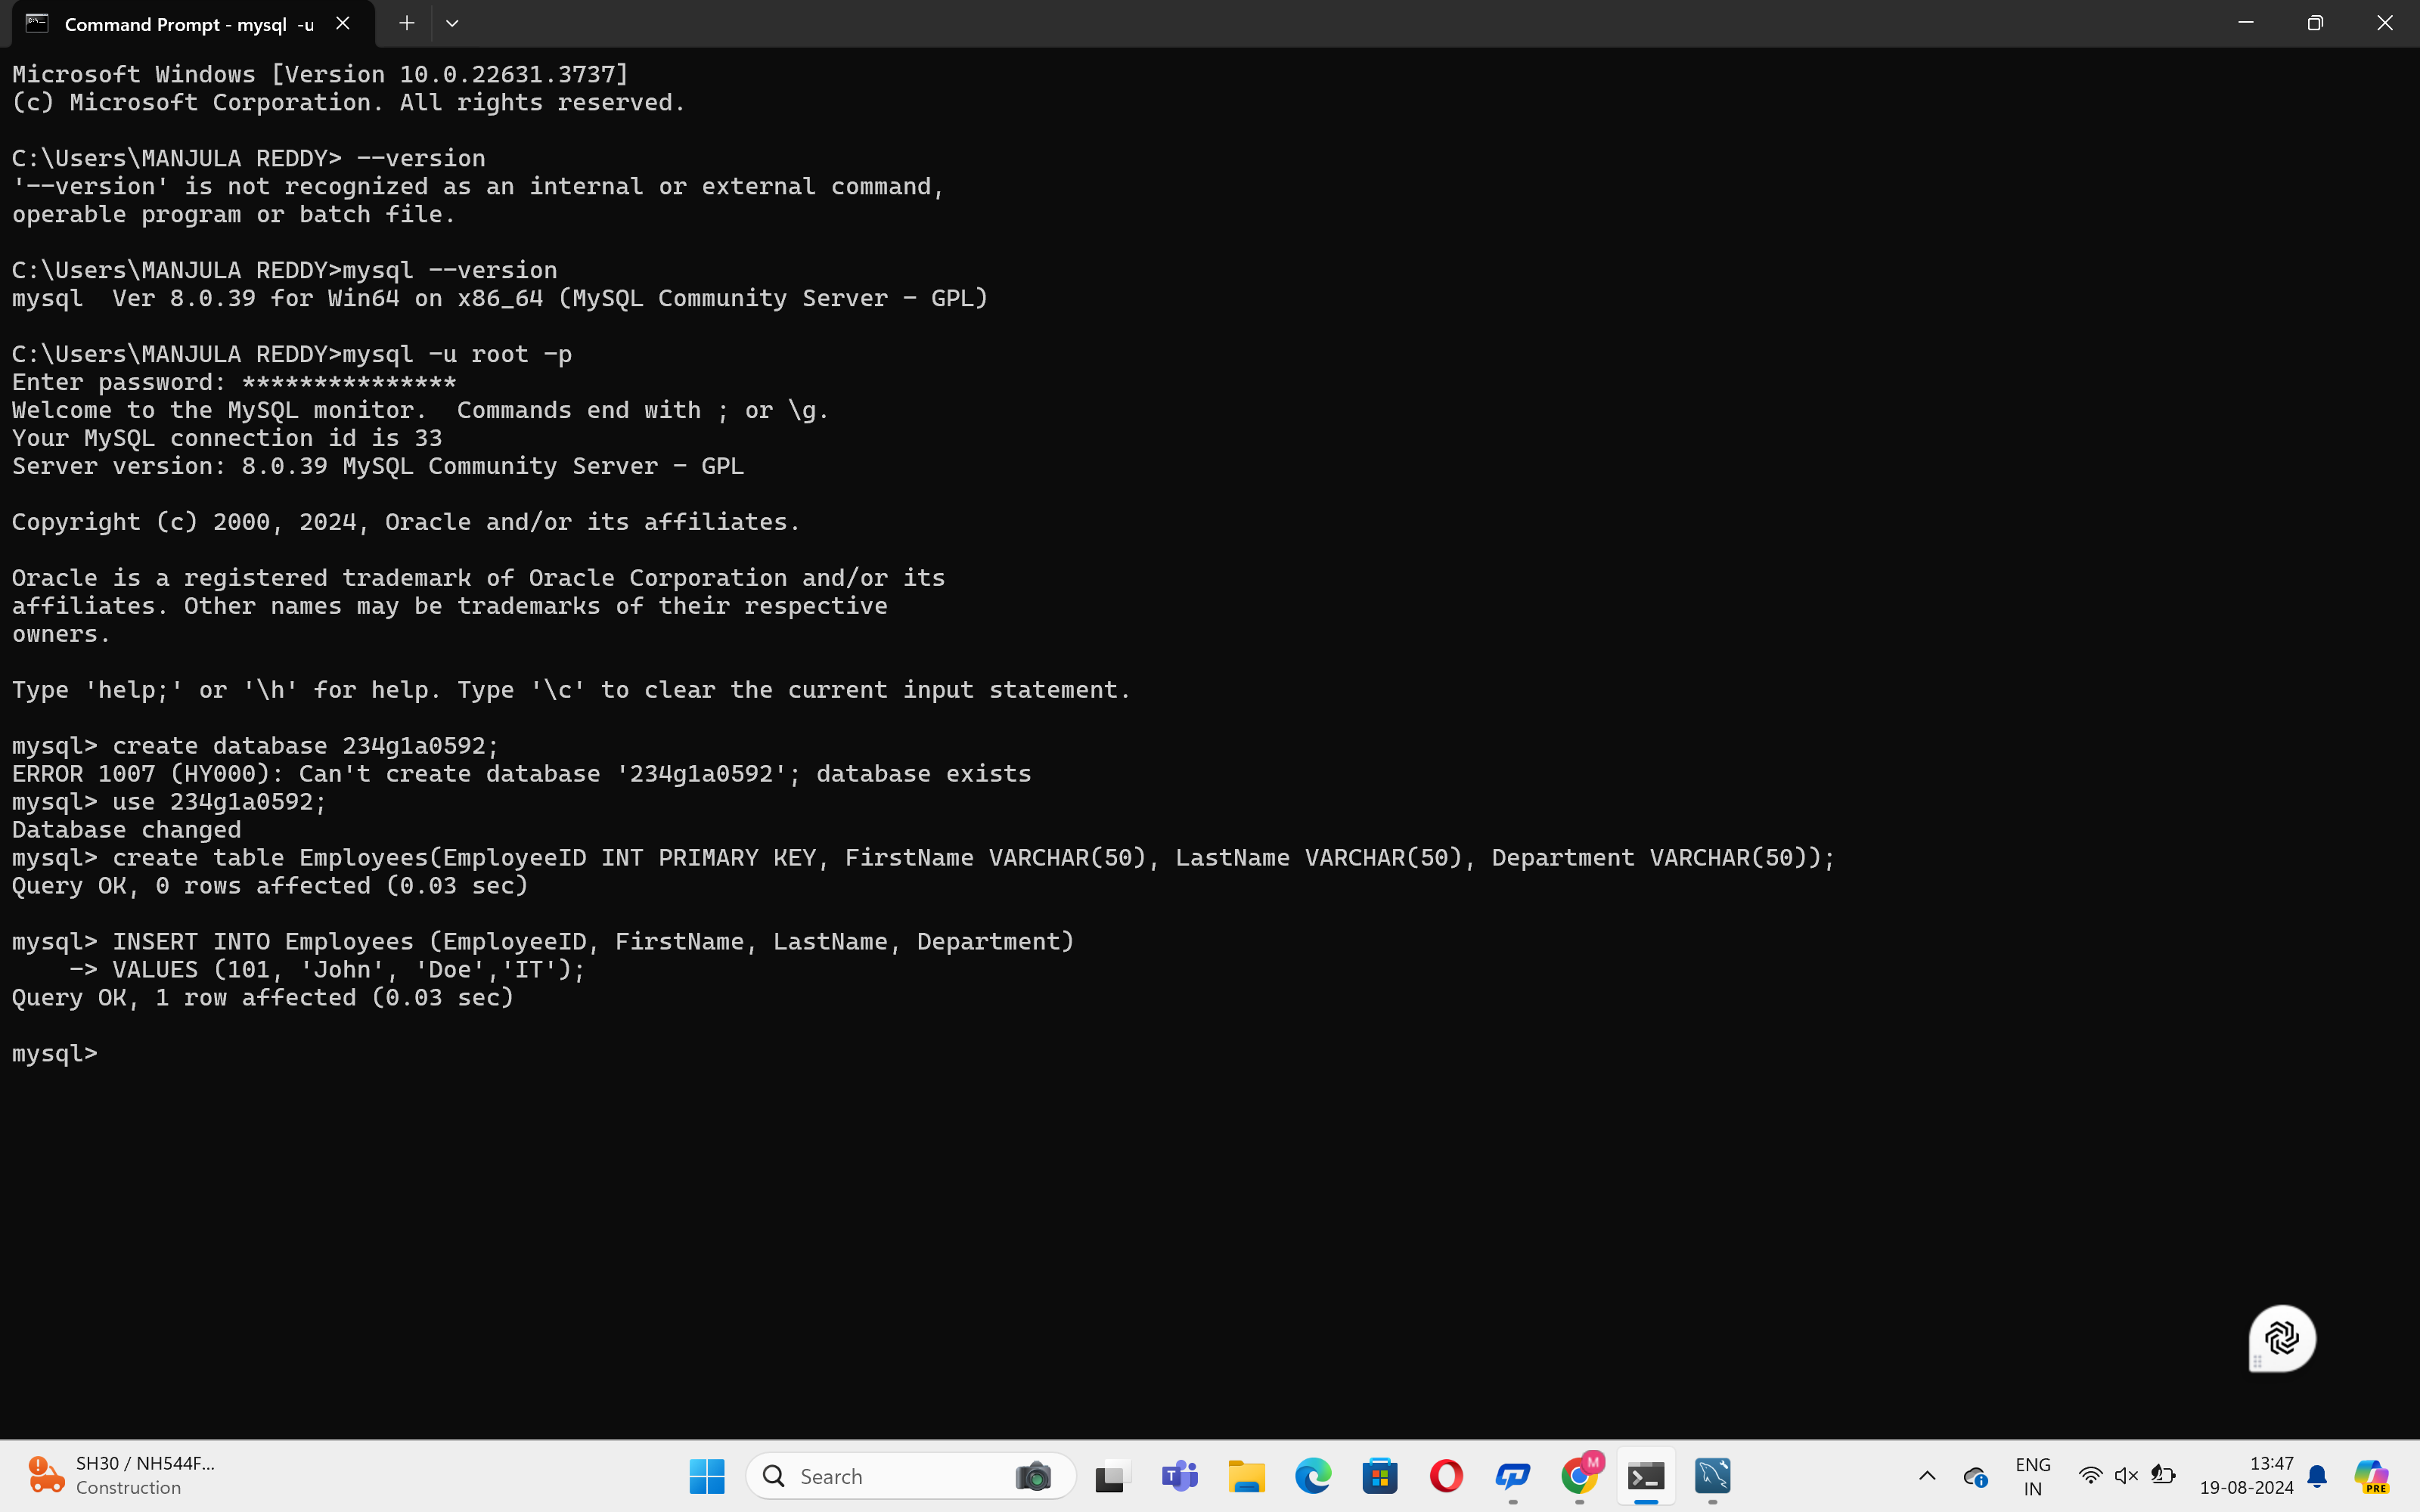 Command Prompt - mysql -u
Microsoft Windows [Version 10.0.22631.3737]
(c) Microsoft Corporation. All rights reserved.
C:\Users\MANJULA REDDY> --version
'--version' is not recognized as an internal or external command,
operable program or batch file.
C:\Users\MANJULA REDDY>mysql --version
mysql  Ver 8.0.39 for Win64 on x86_64 (MySQL Community Server - GPL)
C:\Users\MANJULA REDDY>mysql -u root -p
Enter password: ***************
Welcome to the MySQL monitor.  Commands end with ; or \g.
Your MySQL connection id is 33
Server version: 8.0.39 MySQL Community Server - GPL
Copyright (c) 2000, 2024, Oracle and/or its affiliates.
Oracle is a registered trademark of Oracle Corporation and/or its
affiliates. Other names may be trademarks of their respective
owners.
Type 'help;' or '\h' for help. Type '\c' to clear the current input statement.
mysql> create database 234g1a0592;
ERROR 1007 (HY000): Can't create database '234g1a0592'; database exists
mysql> use 234g1a0592;
Database changed
mysql> create table Employees(EmployeeID INT PRIMARY KEY, FirstName VARCHAR(50), LastName VARCHAR(50), Department VARCHAR(50));
Query OK, 0 rows affected (0.03 sec)
mysql> INSERT INTO Employees (EmployeeID, FirstName, LastName, Department)
    -> VALUES (101, 'John', 'Doe','IT');
Query OK, 1 row affected (0.03 sec)
mysql>
SH30 / NH544F...
Construction
Search
T
M
ENG
IN
13:47
19-08-2024
PRE